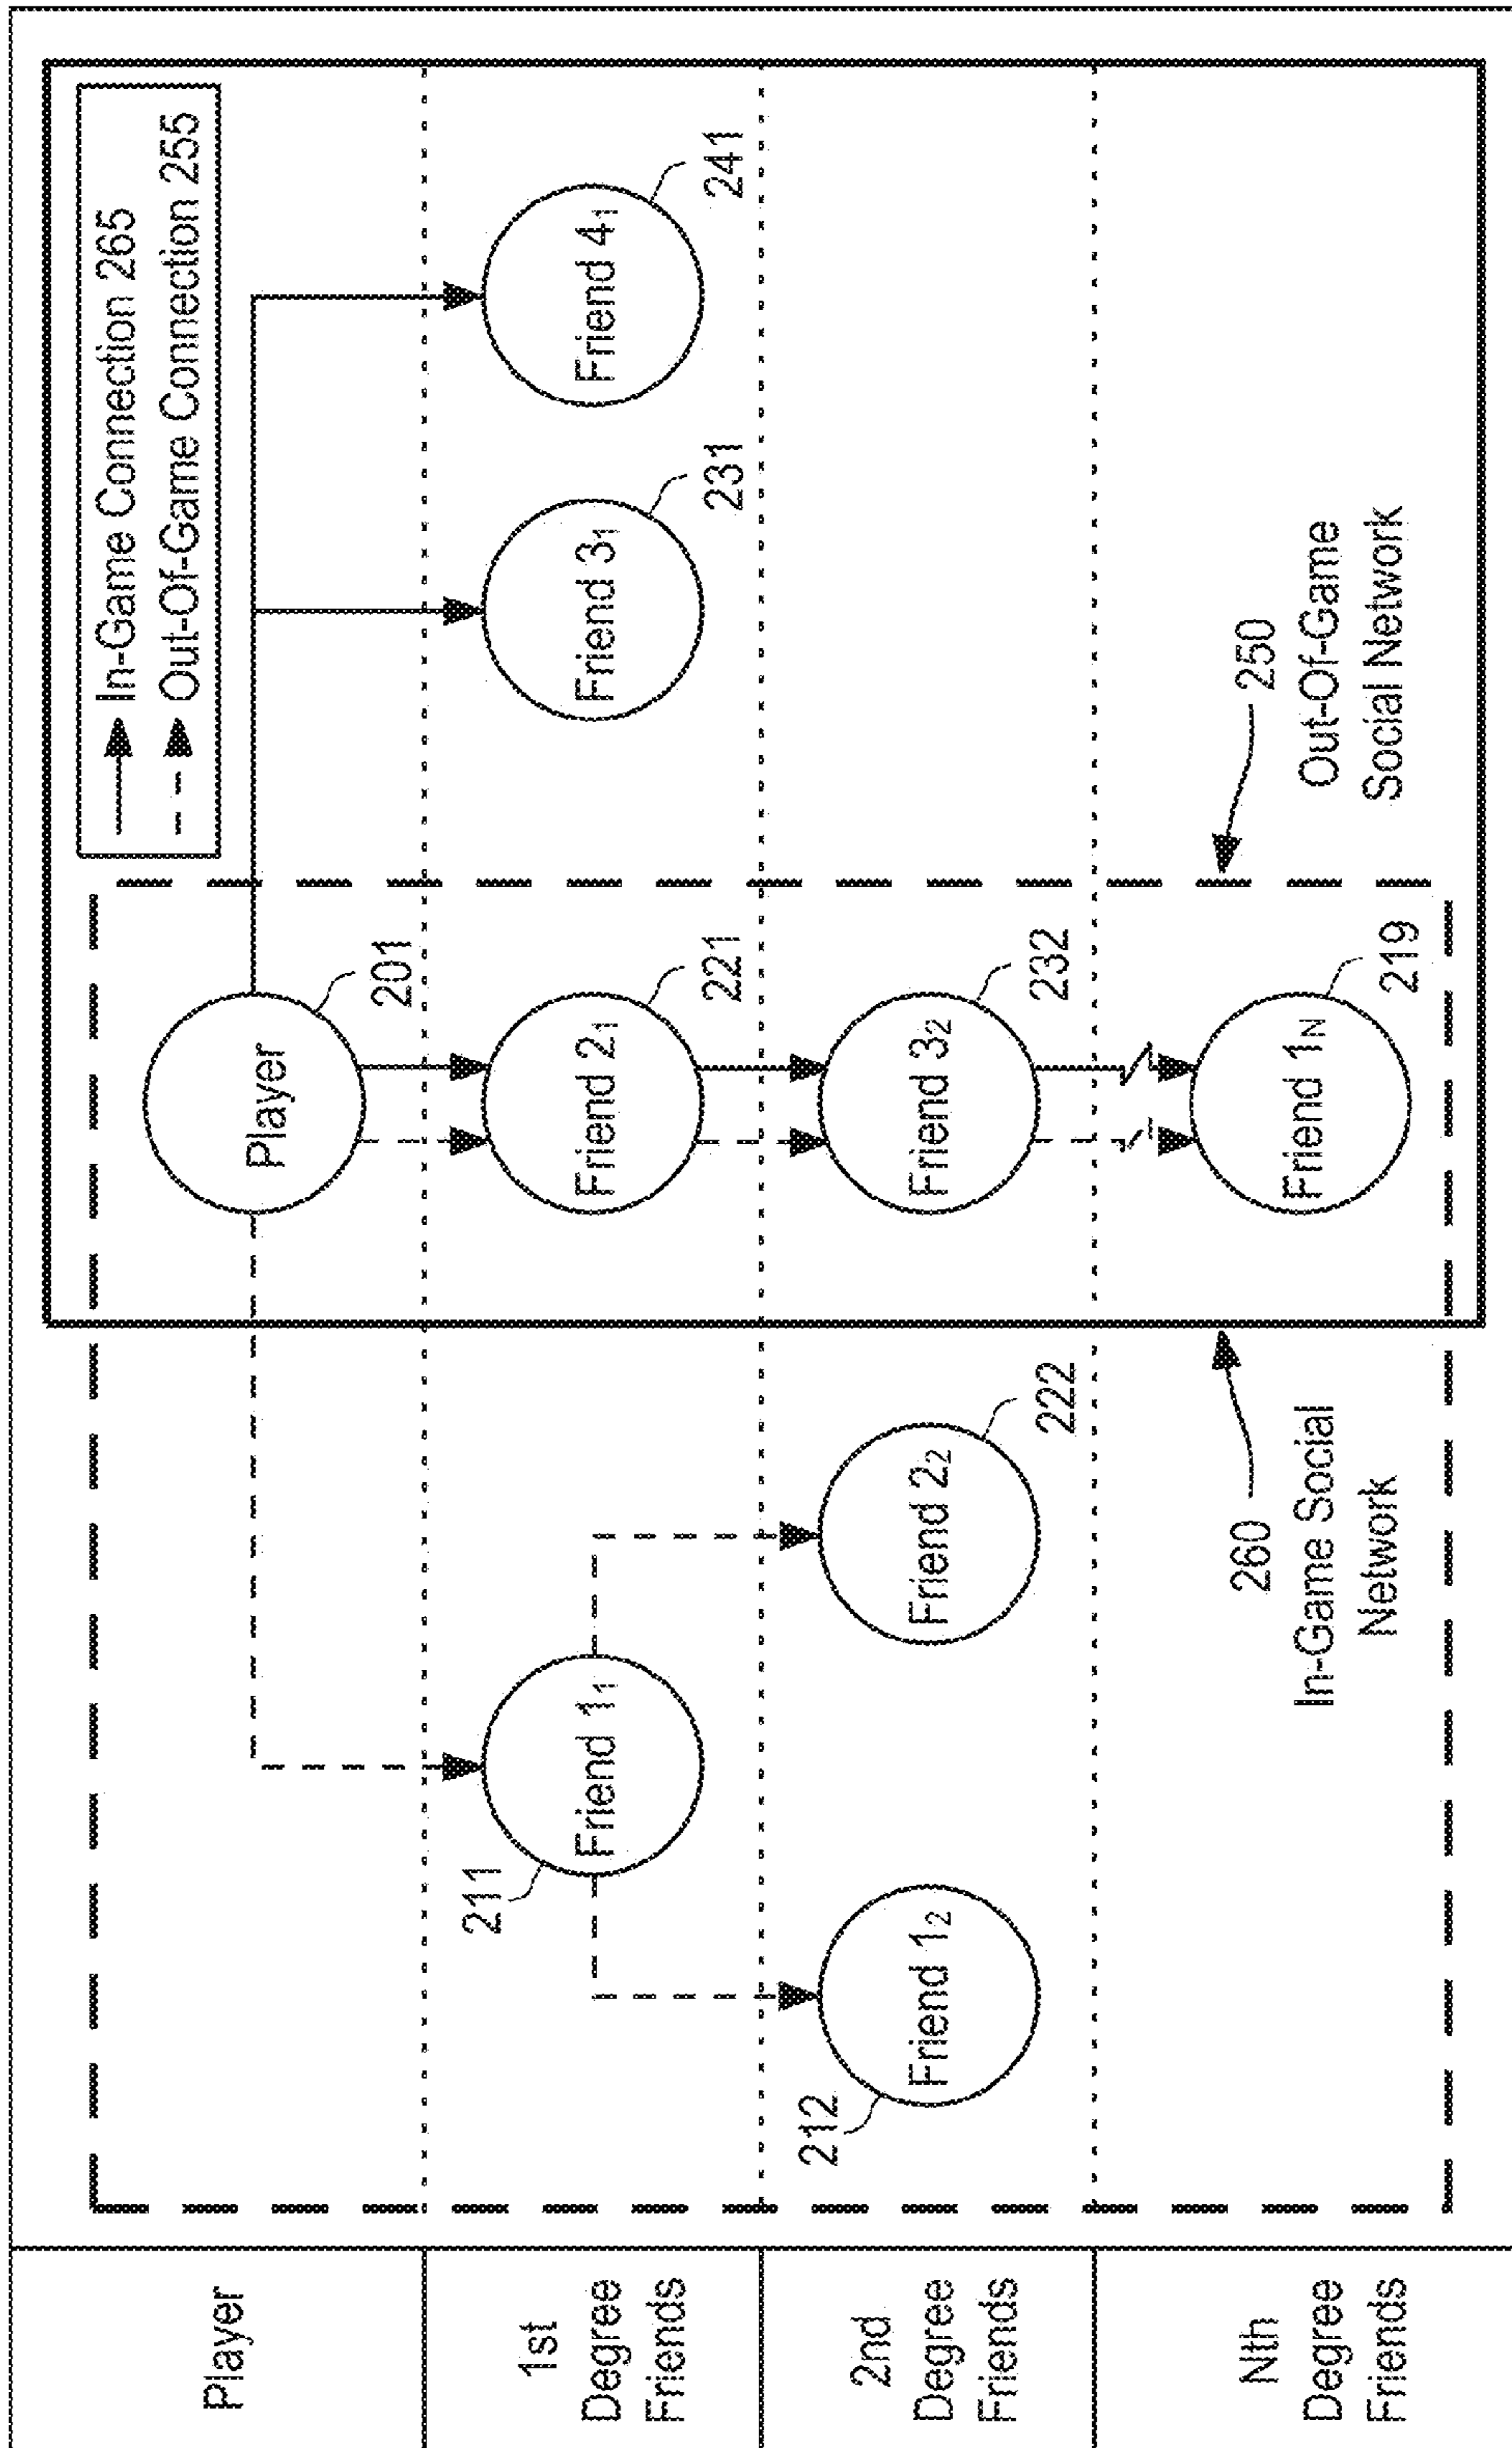 Player
1st
Degree
Friends
2nd
Degree
Friends
Nth
Degree
Friends
In-Game Connection 265
Out-Of-Game Connection 255
Player
201
211
Friend 1₁
Friend 2₁
221
Friend 3₁
231
Friend 4₁
241
212
Friend 1₂
Friend 2₂
222
Friend 3₂
232
260
In-Game Social
Network
Friend 1N
219
250
Out-Of-Game
Social Network